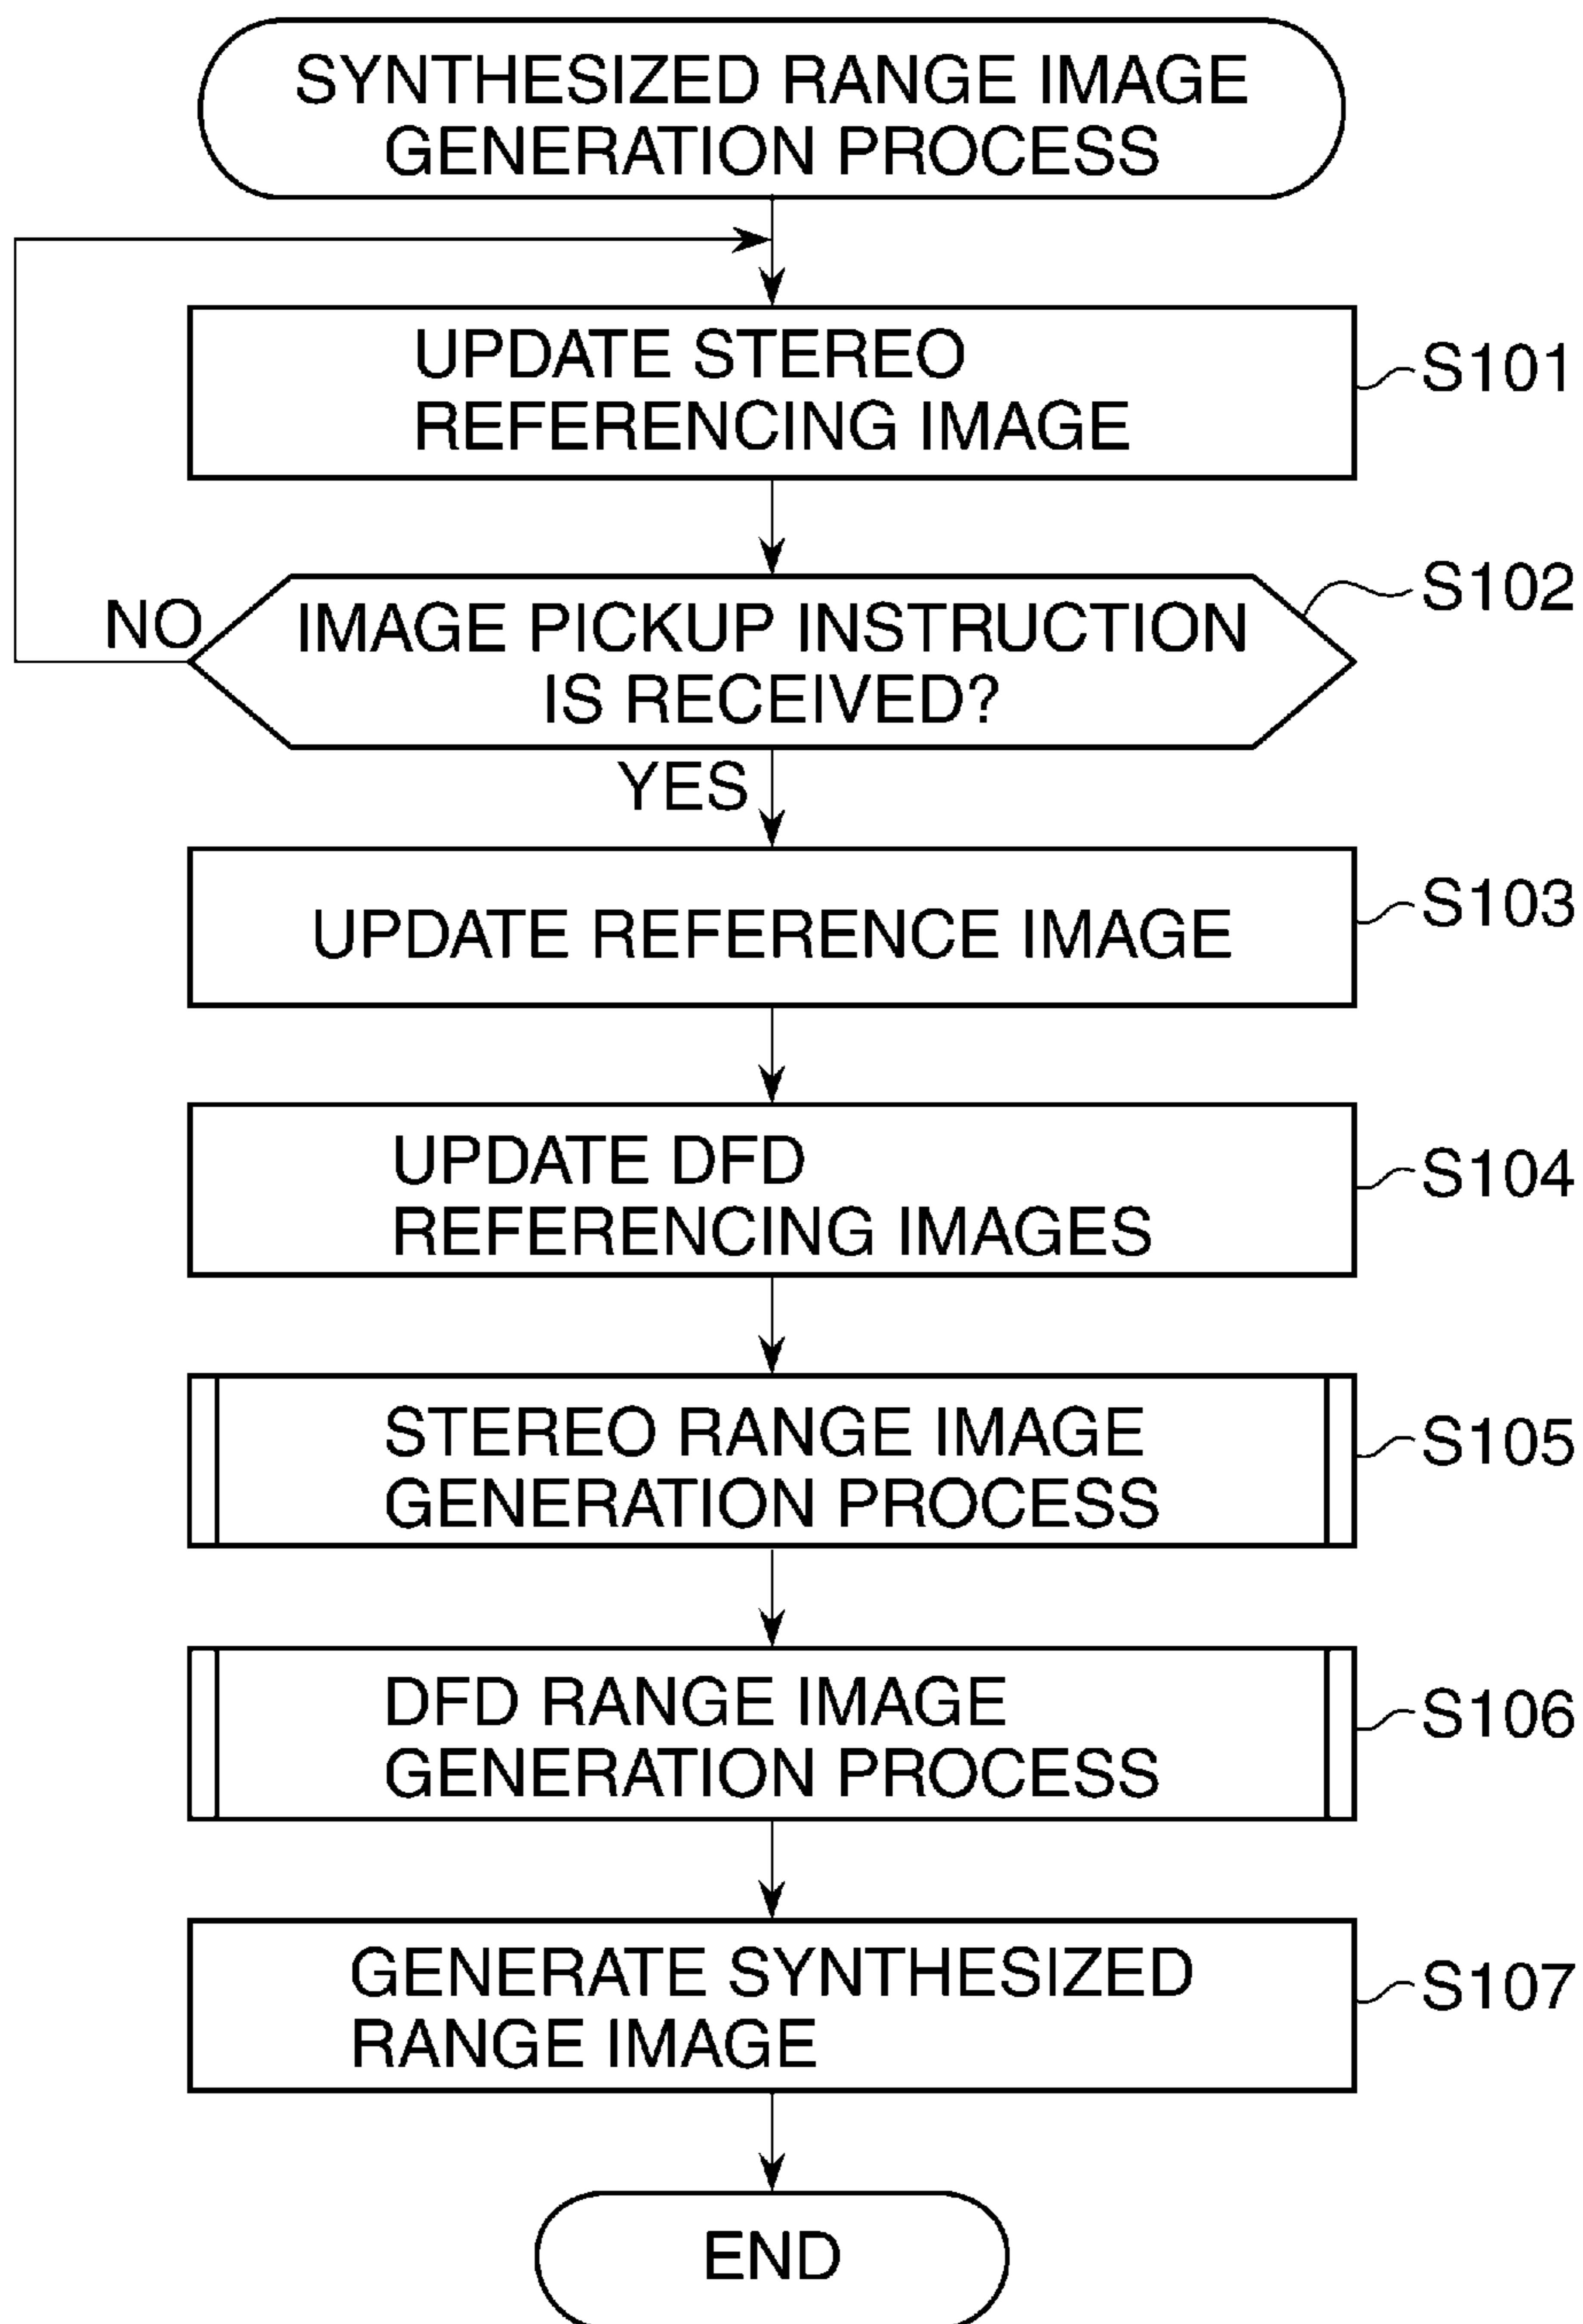 SYNTHESIZED RANGE IMAGE
GENERATION PROCESS
UPDATE STEREO
REFERENCING IMAGE
S101
NO
IMAGE PICKUP INSTRUCTION
IS RECEIVED?
S102
YES
UPDATE REFERENCE IMAGE
S103
UPDATE DFD
REFERENCING IMAGES
S104
STEREO RANGE IMAGE
GENERATION PROCESS
S105
DFD RANGE IMAGE
GENERATION PROCESS
S106
GENERATE SYNTHESIZED
RANGE IMAGE
S107
END